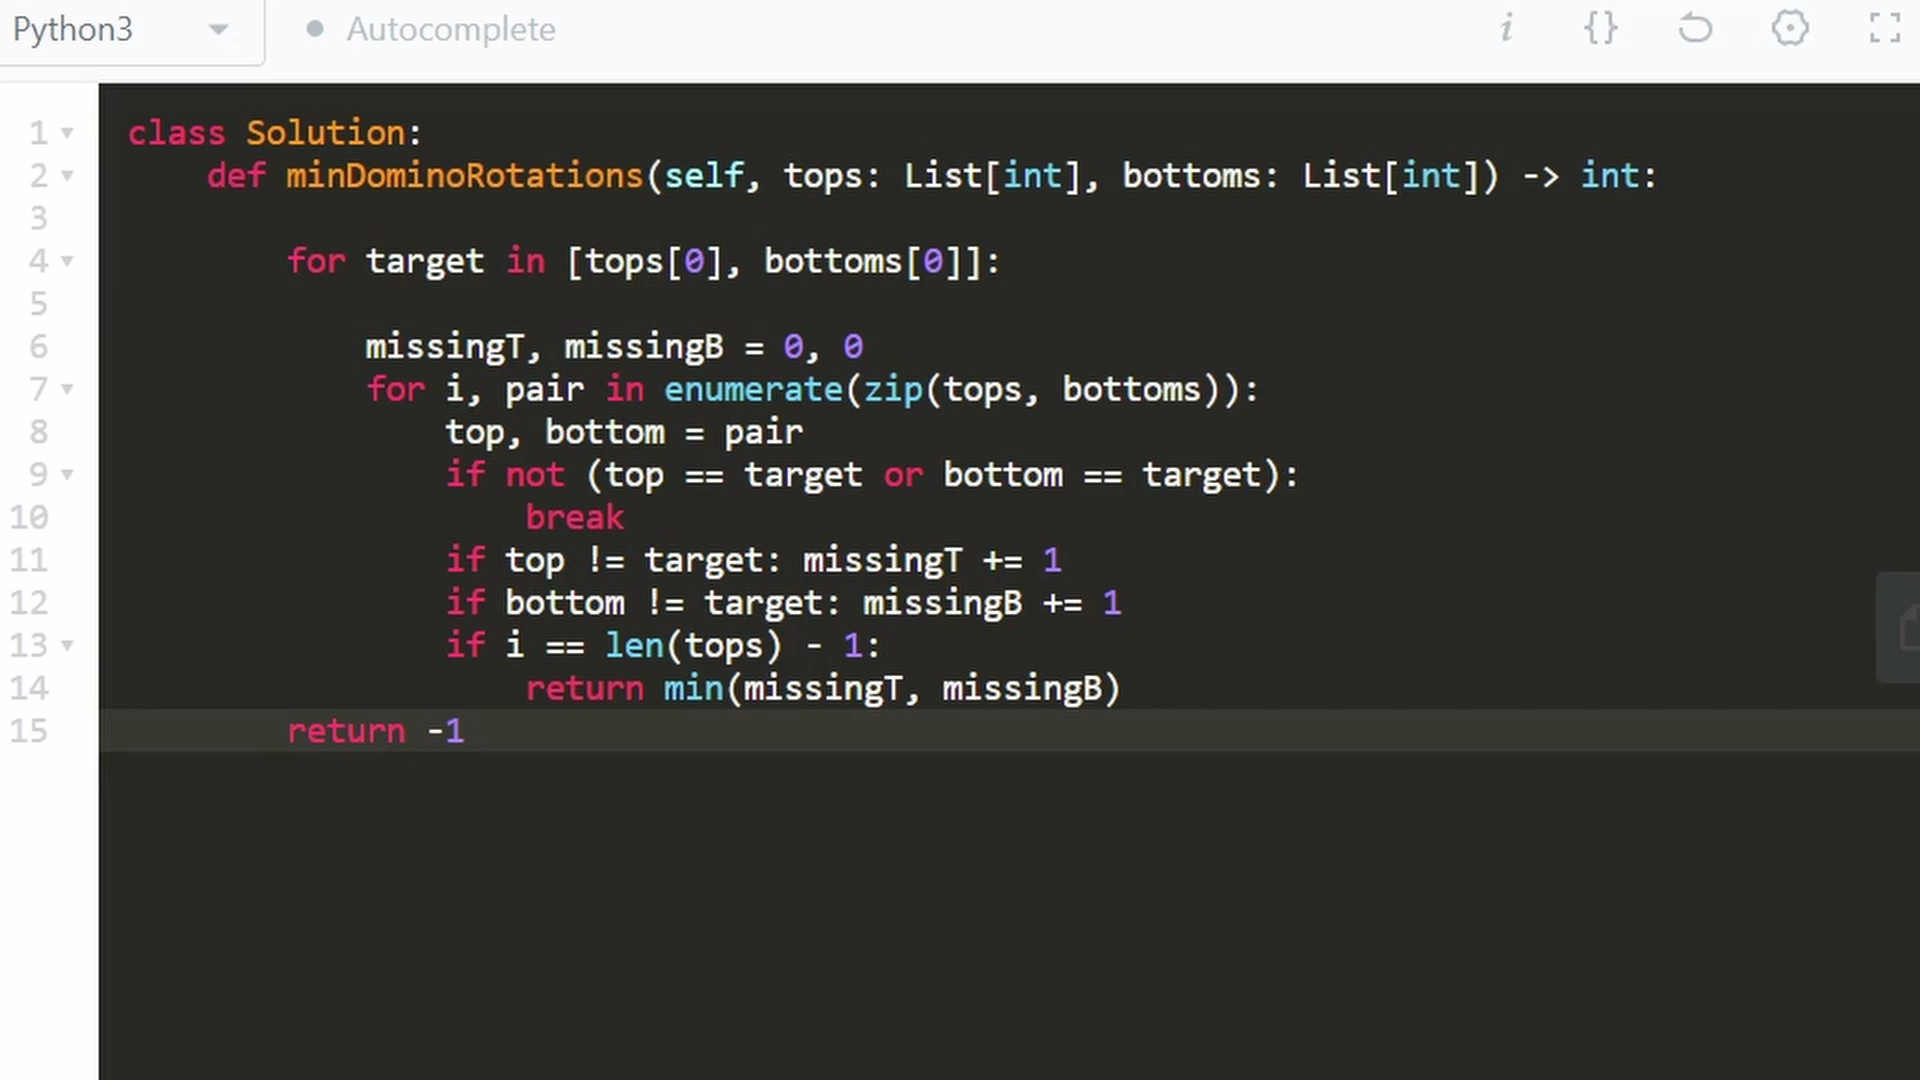 Python3
Autocomplete
i {}
1 class Solution:
2 def minDominoRotations(self, tops: List[int], bottoms: List[int]) -> int:
3
4 for target in [tops[0], bottoms[0]]:
5
6 missingT, missingB = 0, 0
7 for i, pair in enumerate(zip(tops, bottoms)):
8 top, bottom = pair
9 if not (top == target or bottom == target):
10 break
11 if top != target: missingT += 1
12 if bottom != target: missingB += 1
13 if i == len(tops) - 1:
14 return min(missingT, missingB)
15 return -1